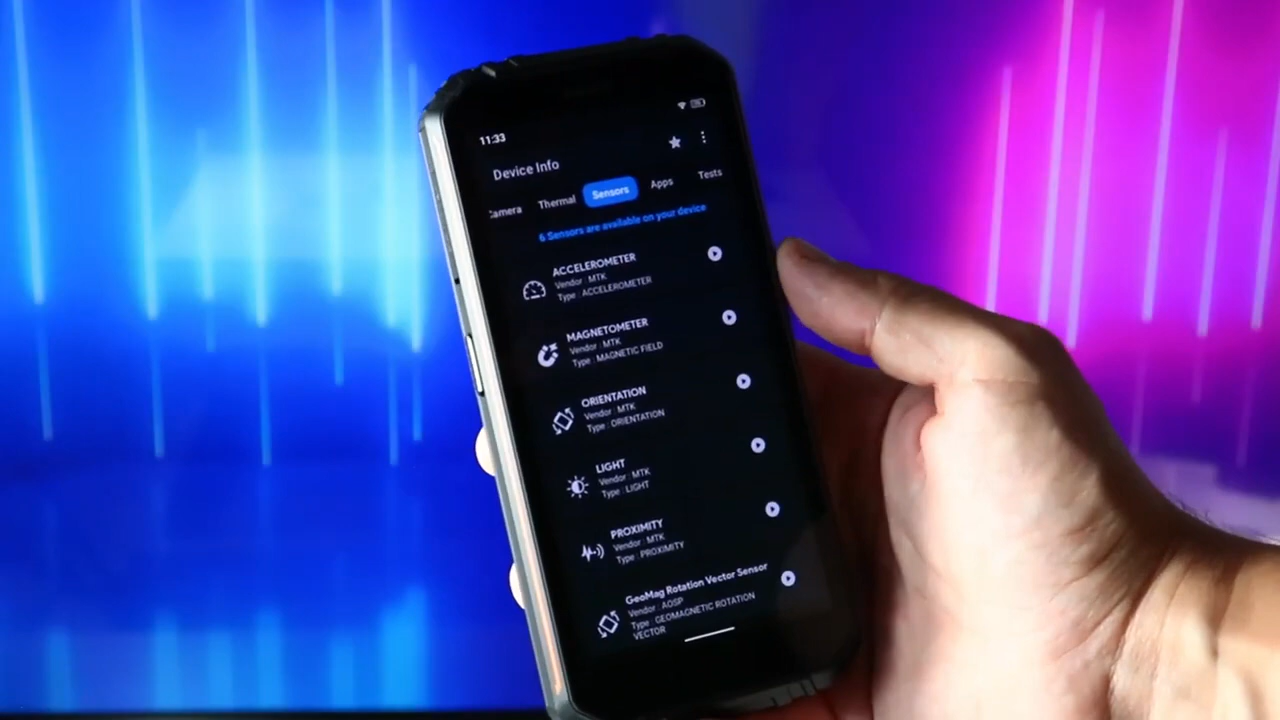 11:33
Device Info
Camera Thermal Sensors Apps Tests
6 Sensors are available on your device
ACCELEROMETER
Vendor : MTK
Type : ACCELEROMETER
MAGNETOMETER
Vendor : MTK
Type : MAGNETIC FIELD
ORIENTATION
Vendor : MTK
Type : ORIENTATION
LIGHT
Vendor : MTK
Type : LIGHT
PROXIMITY
Vendor : MTK
Type : PROXIMITY
GeoMag Rotation Vector Sensor
Vendor : AOSP
Type : GEOMAGNETIC ROTATION
VECTOR